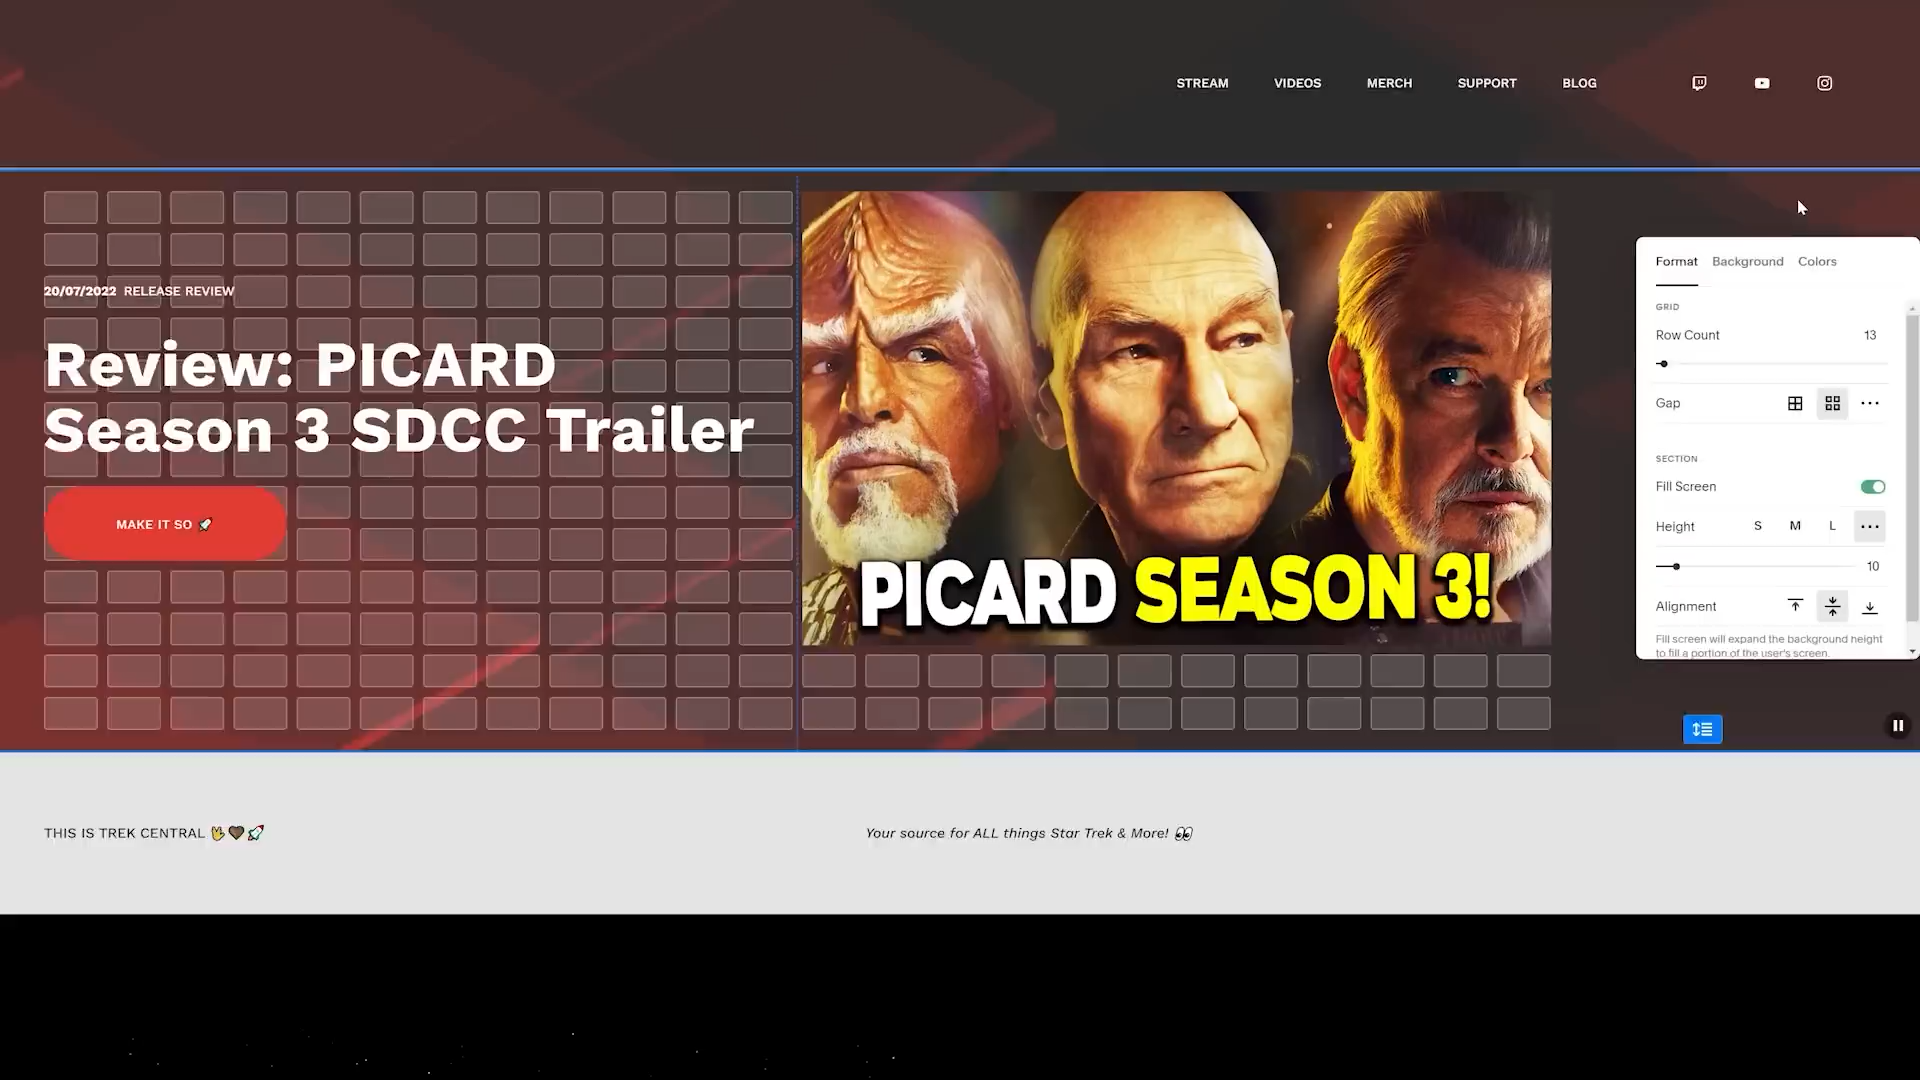 STREAM
VIDEOS
MERCH
SUPPORT
BLOG
20/07/2022 RELEASE REVIEW
Review: PICARD
Season 3 SDCC Trailer
MAKE IT SO 🚀
PICARD SEASON 3!
Format
Background
Colors
GRID
Row Count
13
Gap
SECTION
Fill Screen
Height
S
M
L
10
Alignment
Fill screen will expand the background height
to fill a portion of the user's screen.
THIS IS TREK CENTRAL 🖖🖤🚀
Your source for ALL things Star Trek & More! 👀